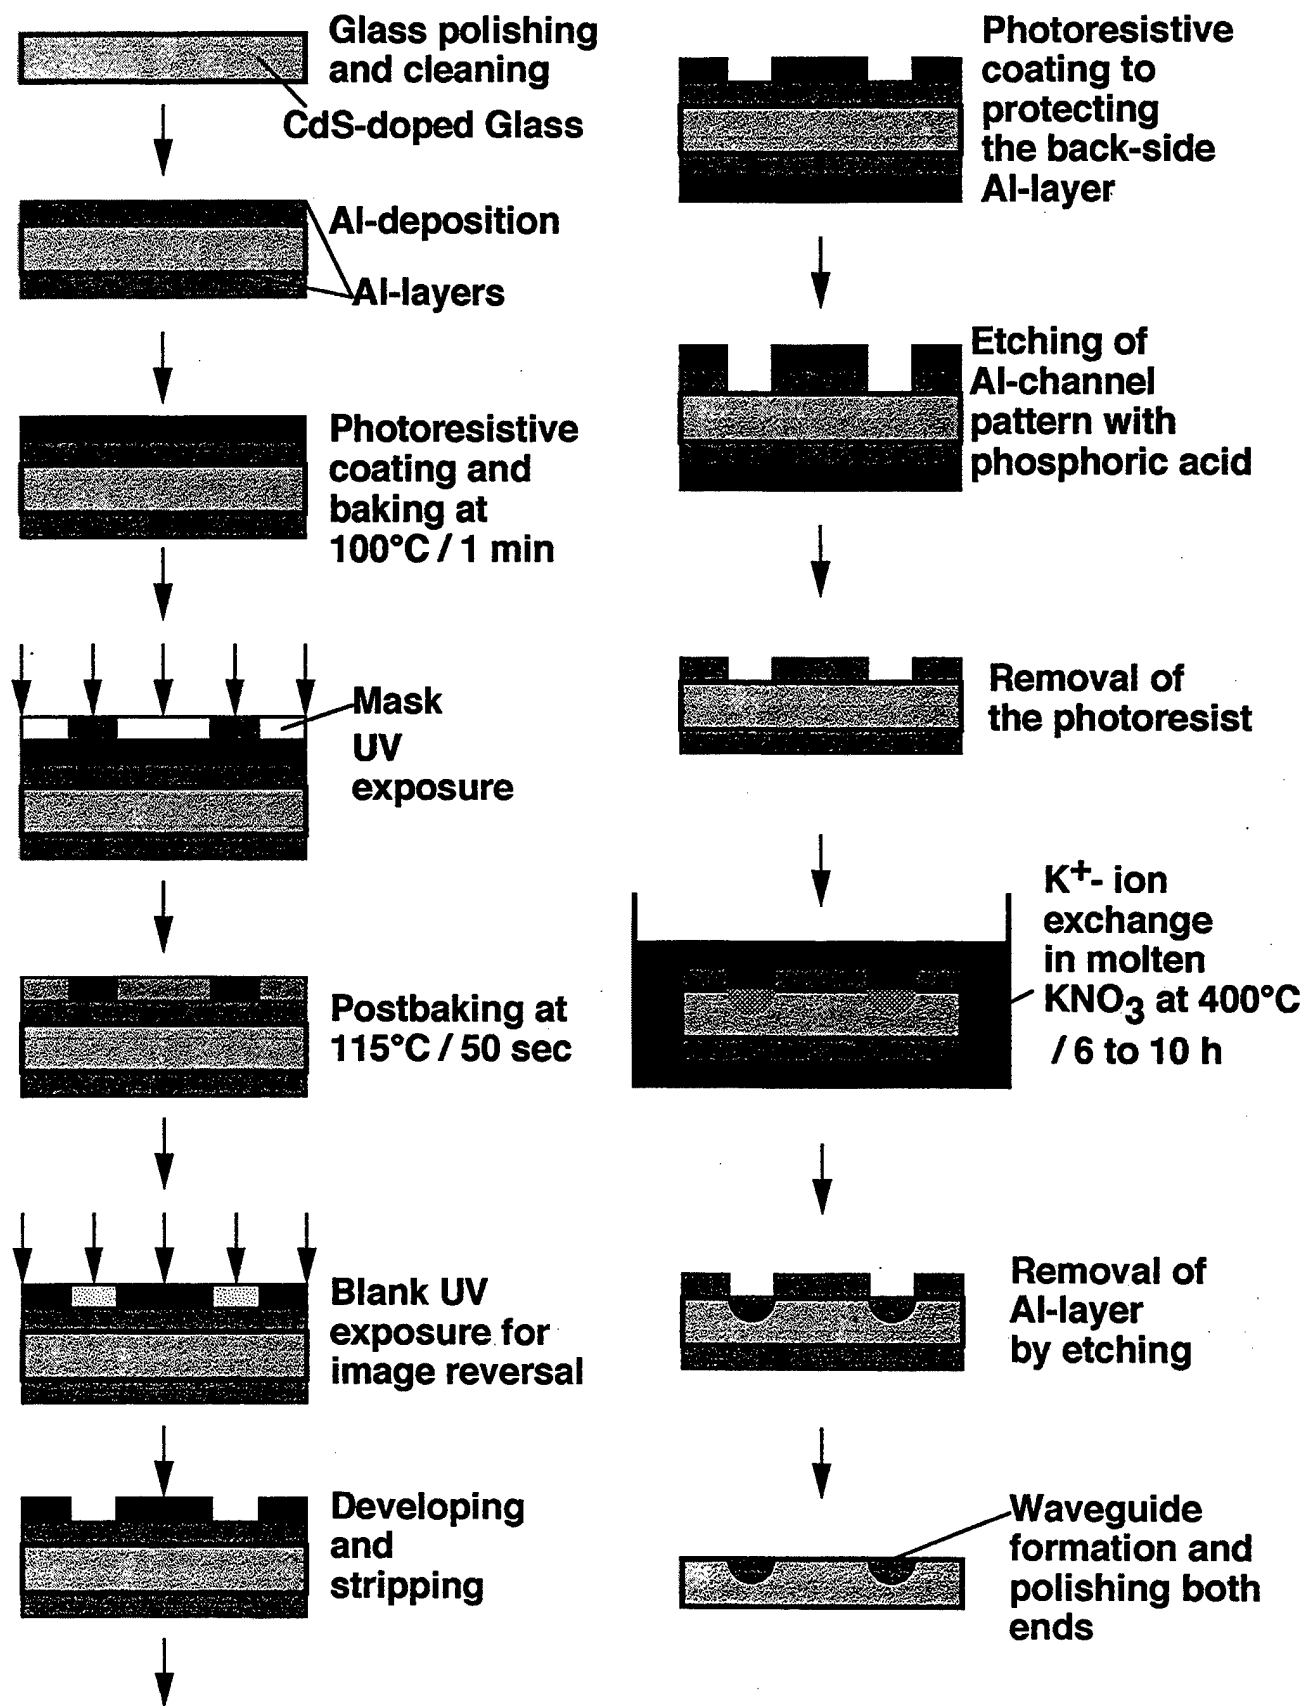 Glass polishing
and cleaning
CdS-doped Glass
Al-deposition
Al-layers
Photoresistive
coating and
baking at
100°C / 1 min
Mask
UV
exposure
Postbaking at
115°C / 50 sec
Blank UV
exposure for
image reversal
Developing
and
stripping
Photoresistive
coating to
protecting
the back-side
Al-layer
Etching of
Al-channel
pattern with
phosphoric acid
Removal of
the photoresist
K⁺- ion
exchange
in molten
KNO₃ at 400°C
/ 6 to 10 h
Removal of
Al-layer
by etching
Waveguide
formation and
polishing both
ends